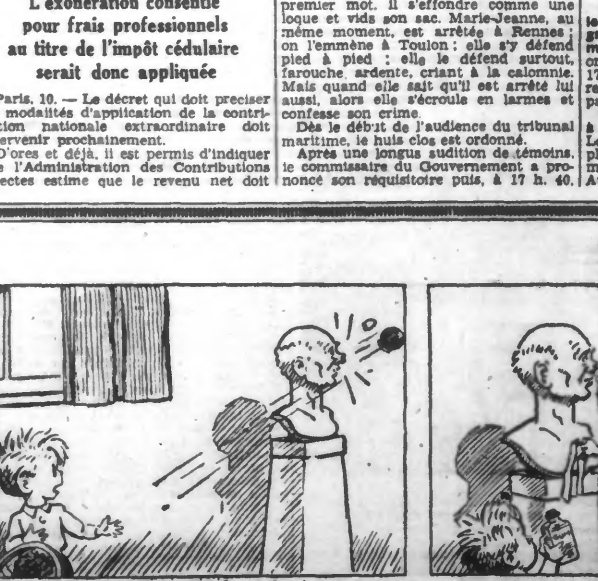 L'exonération consentie
pour frais professionnels
au titre de l'impôt cédulaire
serait donc appliquée
Paris, 10. — Le décret qui doit preciser
modalités d'application de la contri-
tion nationale extraordinaire doit
ervenir prochainement.
D'ores et déjà, il est permis d'indiquer
e l'Administration des Contributions
ectes estime que le revenu net doit
premier mot. Il s'effondre comme une
loque et vids son sac. Marie-Jeanne, au
même moment, est arrêtée à Rennes ;
on l'emmène à Toulon ; elle s'y défend
pied à pied ; elle le défend surtout,
farouche, ardente, criant à la calomnie.
Mais quand elle sait qu'il est arrêté lui
aussi, alors elle s'écroule en larmes et
confesse son crime.
Dès le début de l'audience du tribunal
maritime, le huis clos est ordonné.
Après une longus sudition de témoins,
le commissaire du Gouvernement a pro-
noncé son réquisitoire puis, à 17 h. 40,